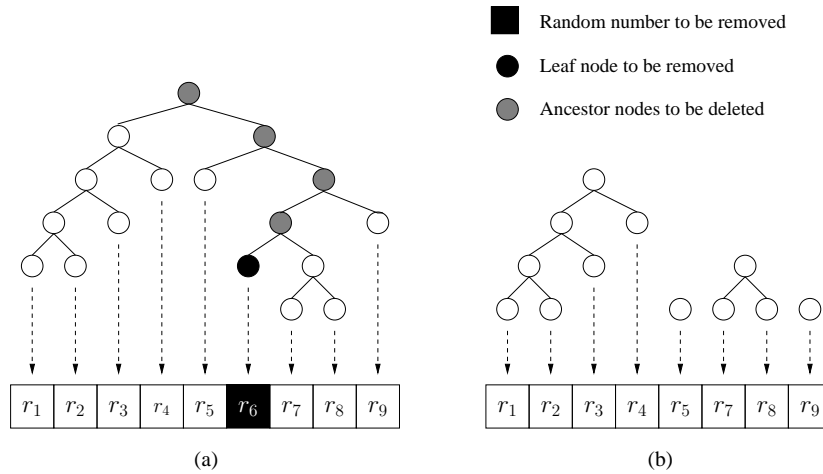 Random number to be removed
Leaf node to be removed
Ancestor nodes to be deleted
r1 r2 r3 r4 r5 r6 r7 r8 r9
r1 r2 r3 r4 r5 r7 r8 r9
(a)
(b)